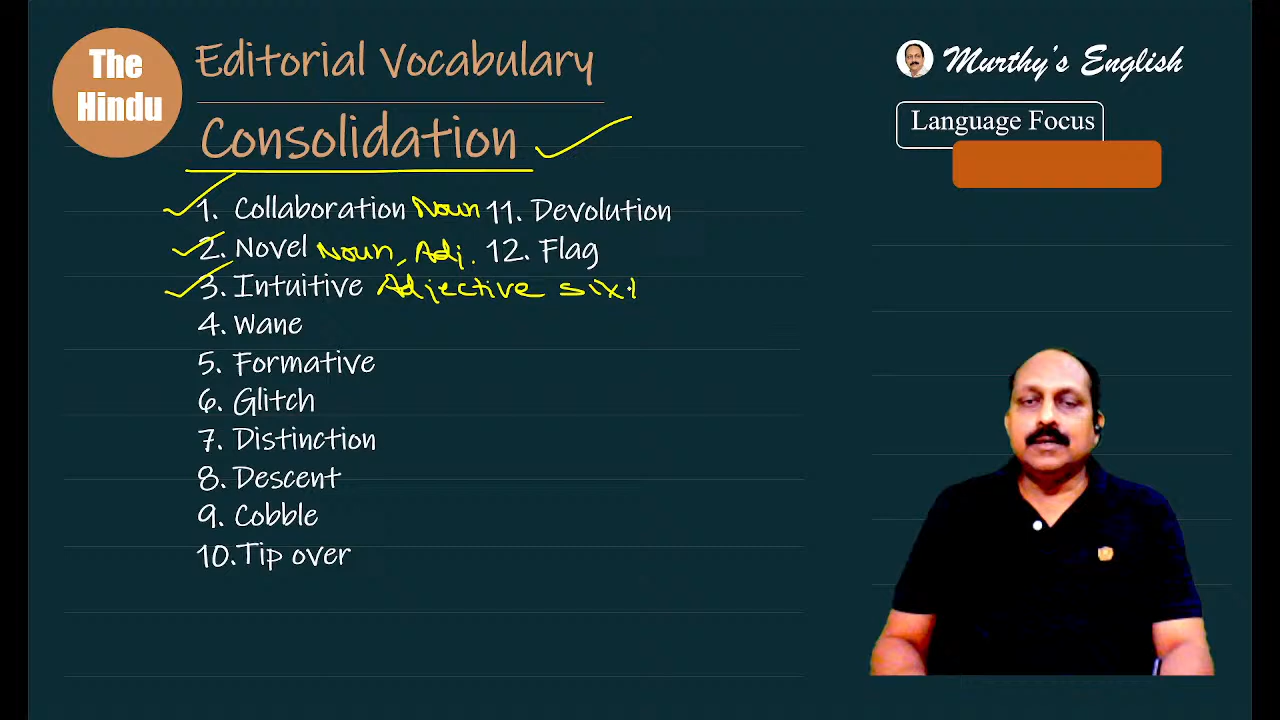 The
Hindu
Editorial Vocabulary
Consolidation
Murthy's English
Language Focus
1. Collaboration Noun
2. Novel Noun, Adj.
3. Intuitive Adjective six
4. Wane
5. Formative
6. Glitch
7. Distinction
8. Descent
9. Cobble
10. Tip over
11. Devolution
12. Flag